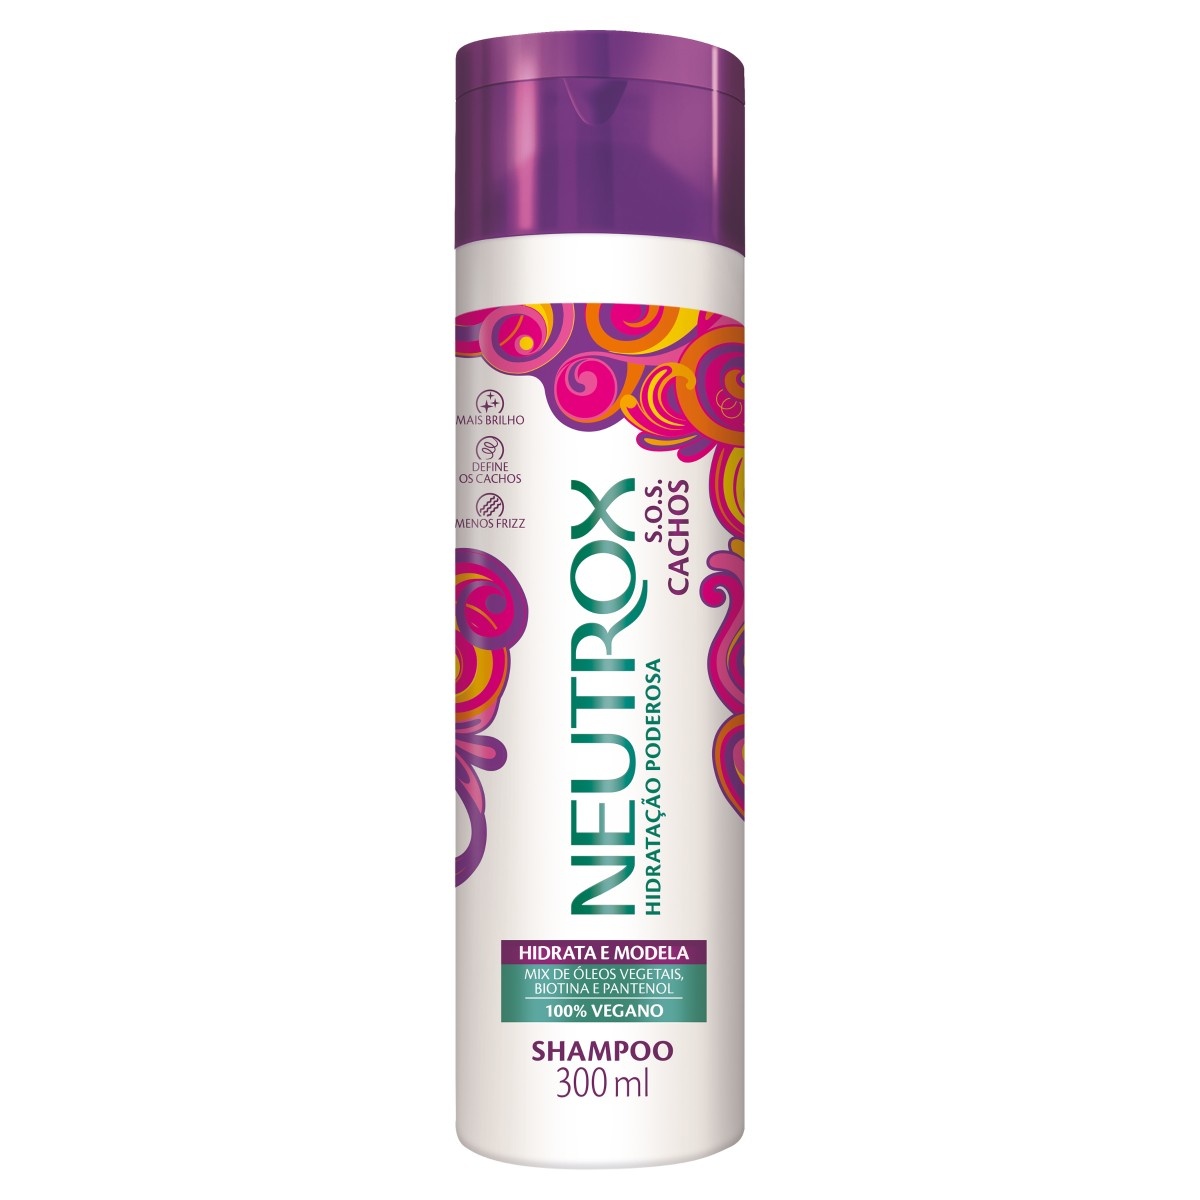 MAIS BRILHO
DEFINE
OS CACHOS
MENOS FRIZZ
NEUTROX
S.O.S.
CACHOS
HIDRATAÇÃO PODEROSA
HIDRATA E MODELA
MIX DE ÓLEOS VEGETAIS,
BIOTINA E PANTENOL
100% VEGANO
SHAMPOO
300 ml